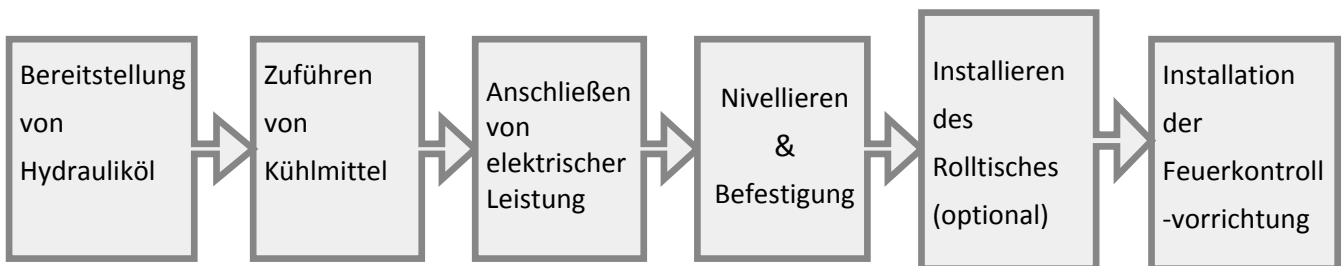 Bereitstellung
von
Hydrauliköl
Zuführen
von
Kühlmittel
Anschließen
von
elektrischer
Leistung
Nivellieren
&
Befestigung
Installieren
des
Rolltisches
(optional)
Installation
der
Feuerkontroll
-vorrichtung